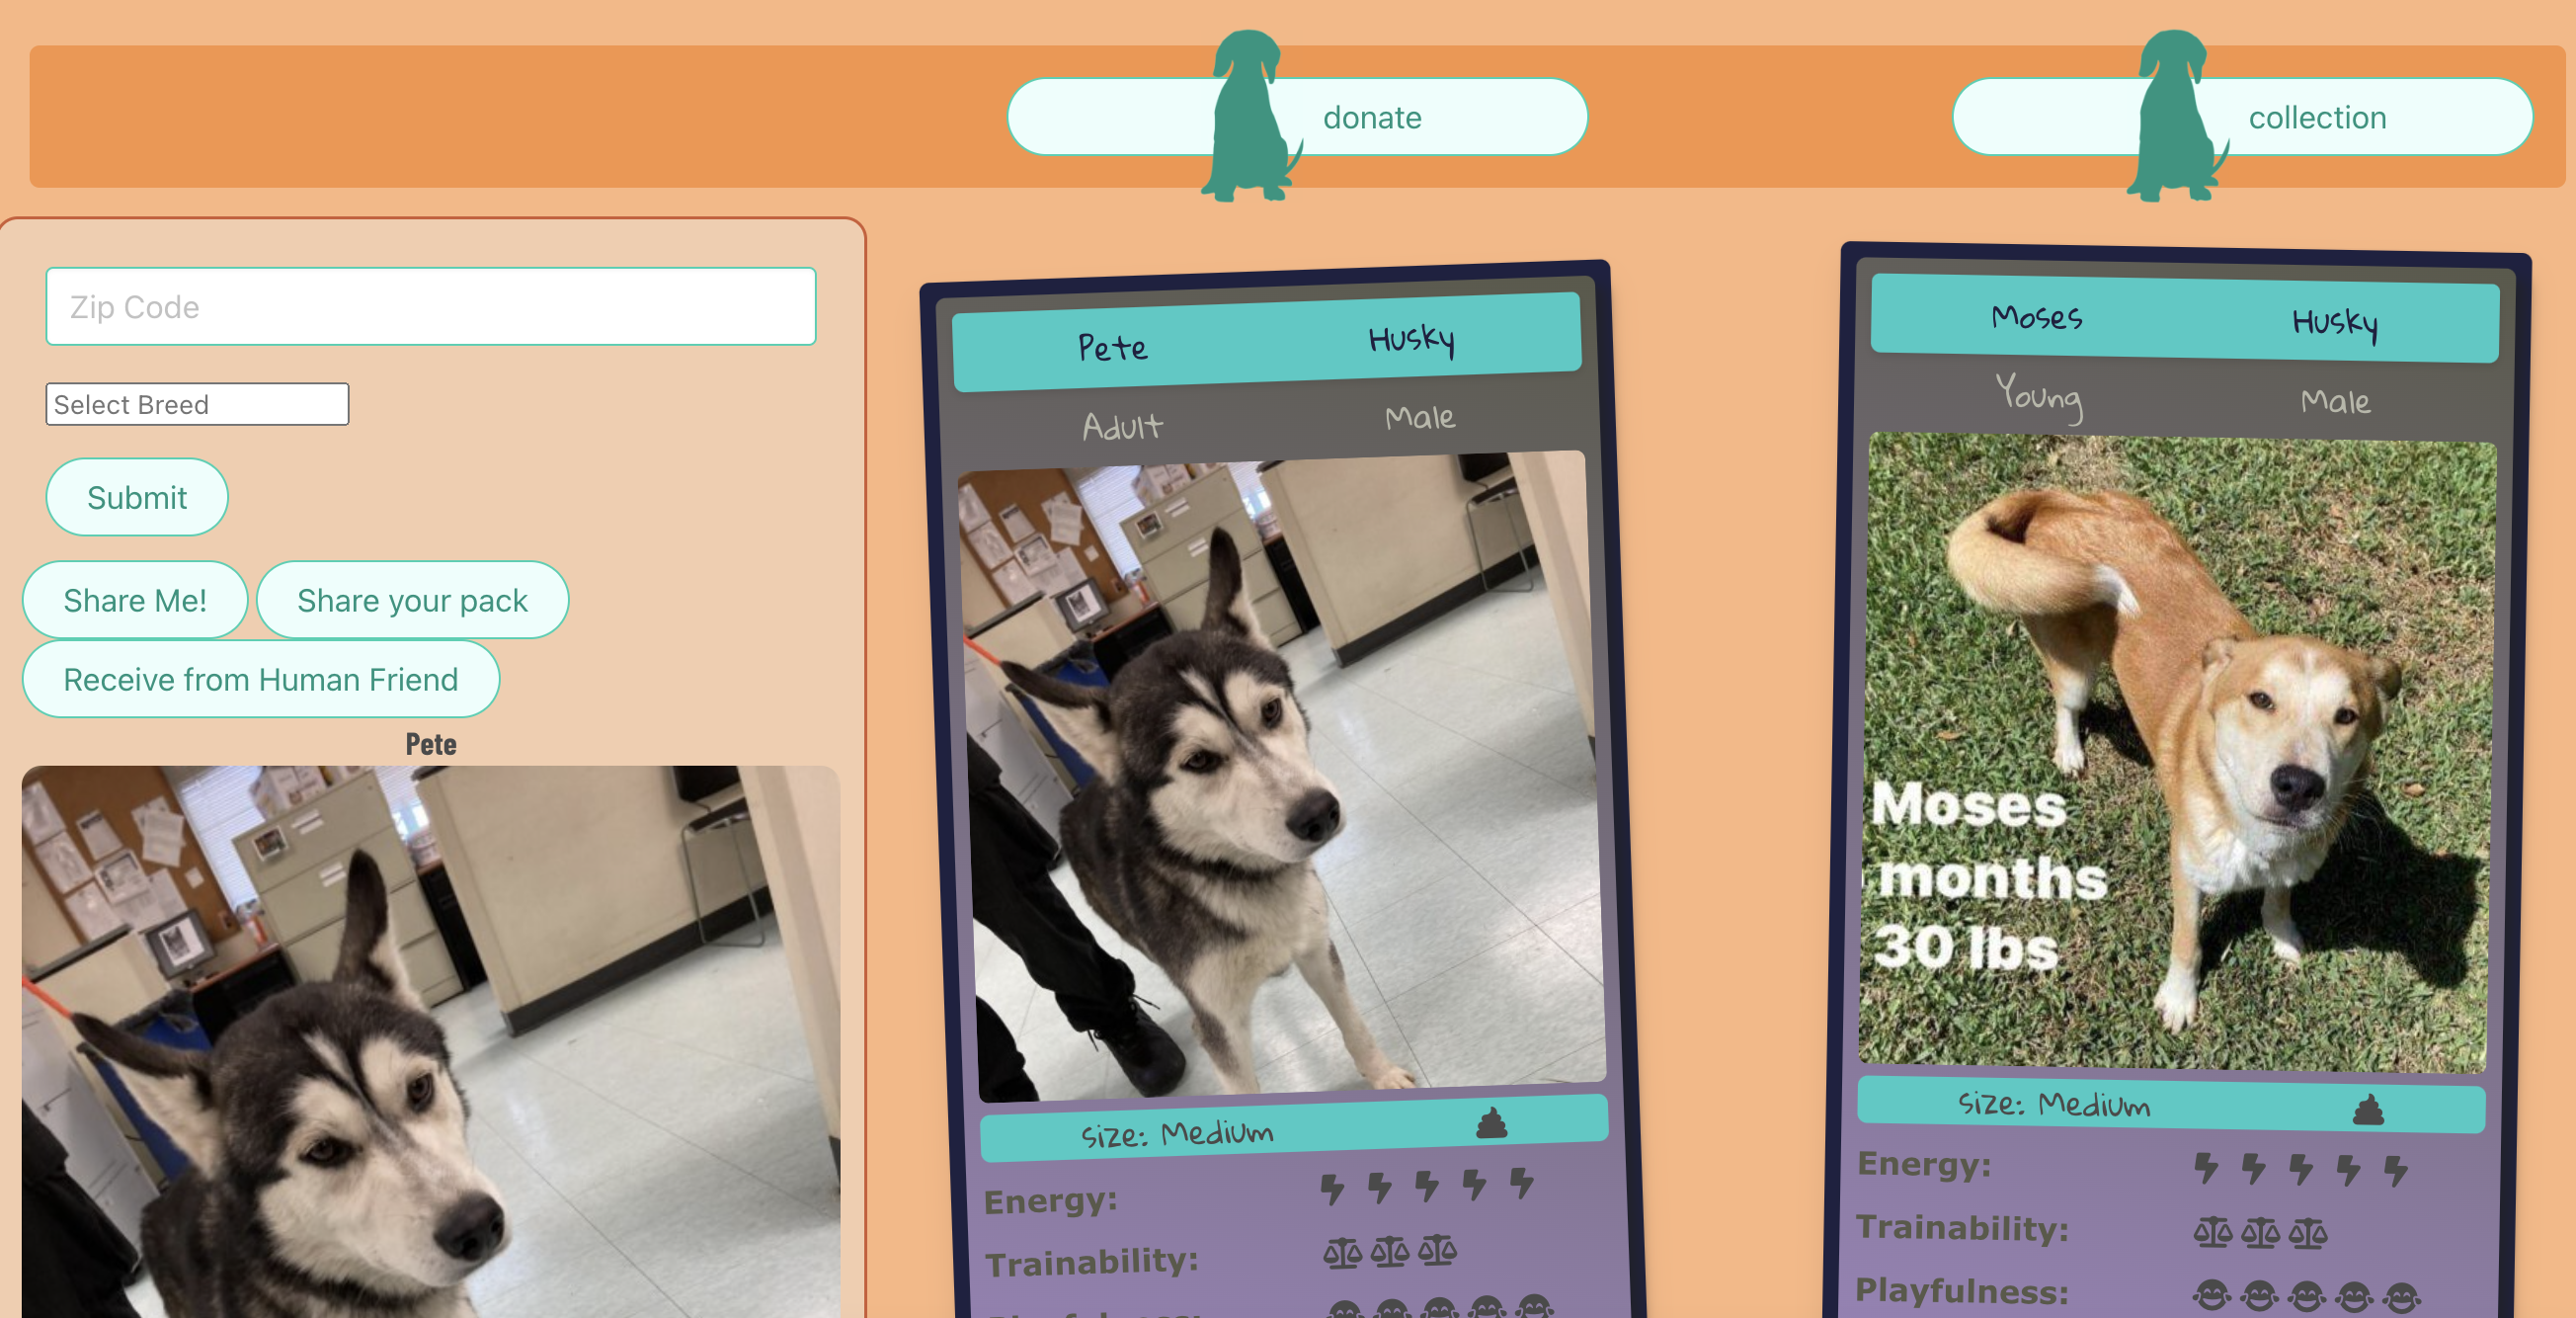 donate
collection
Zip Code
Select Breed
Submit
Share Me!
Share your pack
Receive from Human Friend
Pete
Pete
Husky
Adult
Male
size: Medium
Energy:
Trainability:
Moses
Husky
Young
Male
Moses
months
30 lbs
size: Medium
Energy:
Trainability:
Playfulness: